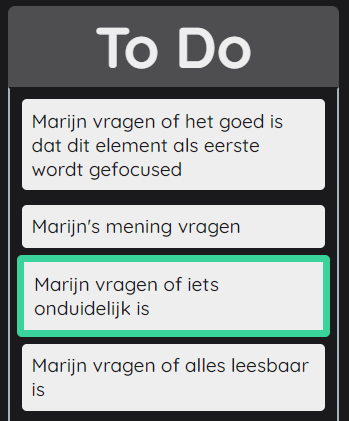 To Do
Marijn vragen of het goed is
dat dit element als eerste
wordt gefocused
Marijn's mening vragen
Marijn vragen of iets
onduidelijk is
Marijn vragen of alles leesbaar
is